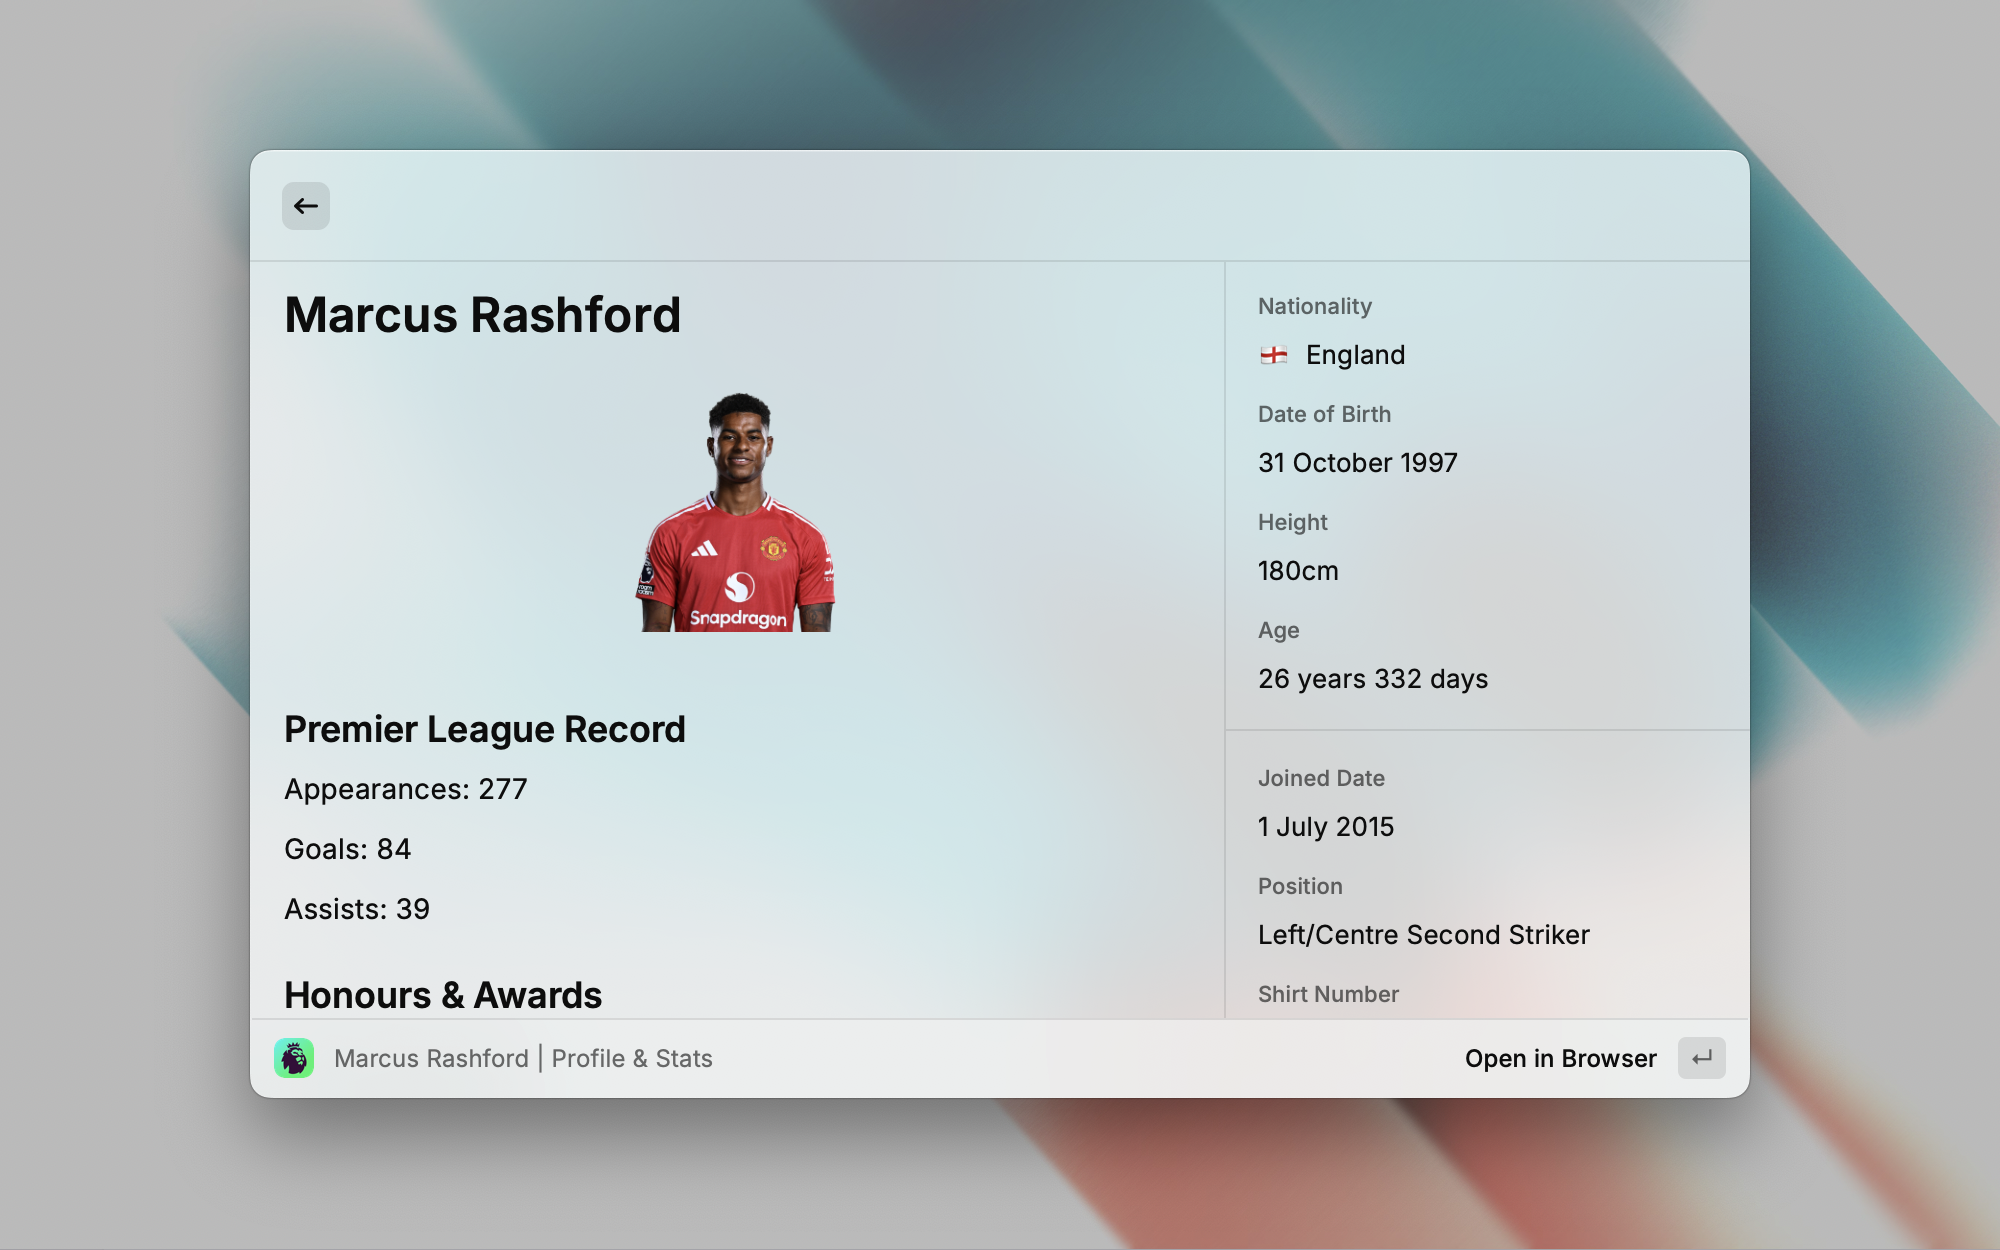 Marcus Rashford
Snapdragon
Premier League Record
Appearances: 277
Goals: 84
Assists: 39
Honours & Awards
Nationality
🏴󠁧󠁢󠁥󠁮󠁧󠁿 England
Date of Birth
31 October 1997
Height
180cm
Age
26 years 332 days
Joined Date
1 July 2015
Position
Left/Centre Second Striker
Shirt Number
Marcus Rashford | Profile & Stats
Open in Browser